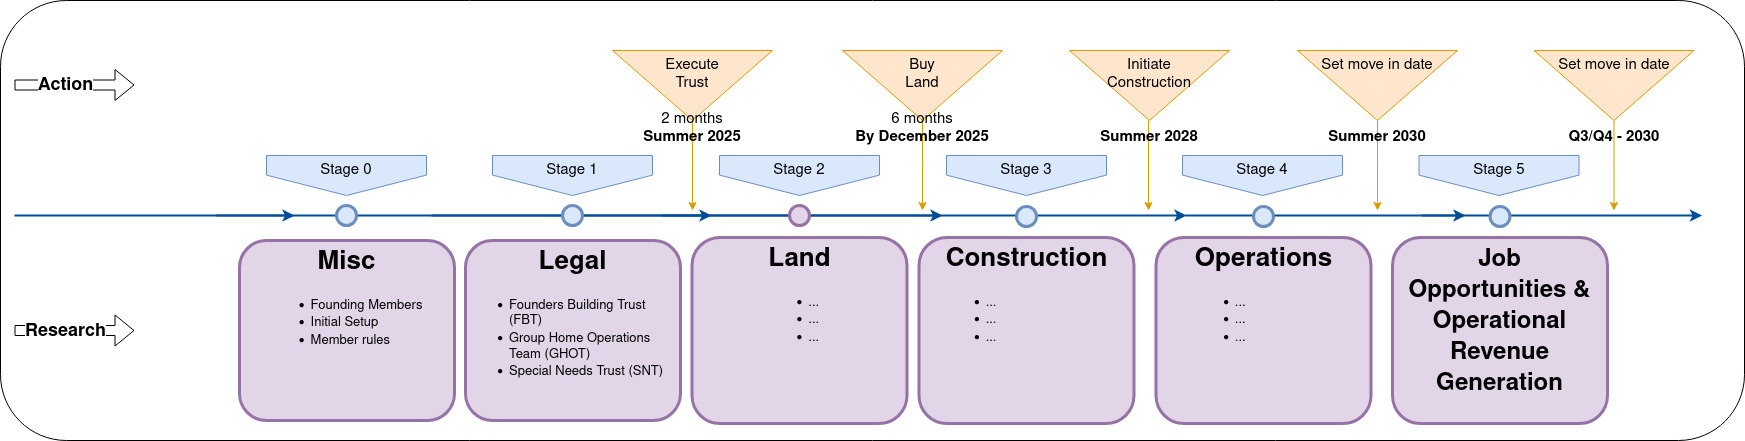 Action
Execute
Trust
2 months
Summer 2025
Buy
Land
6 months
By December 2025
Initiate
Construction
Summer 2028
Set move in date
Summer 2030
Set move in date
Q3/Q4 - 2030
Stage 0
Stage 1
Stage 2
Stage 3
Stage 4
Stage 5
Research
Misc
• Founding Members
• Initial Setup
• Member rules
Legal
• Founders Building Trust
(FBT)
• Group Home Operations
Team (GHOT)
• Special Needs Trust (SNT)
Land
• ...
• ...
• ...
Construction
• ...
• ...
• ...
Operations
• ...
• ...
• ...
Job
Opportunities &
Operational
Revenue
Generation